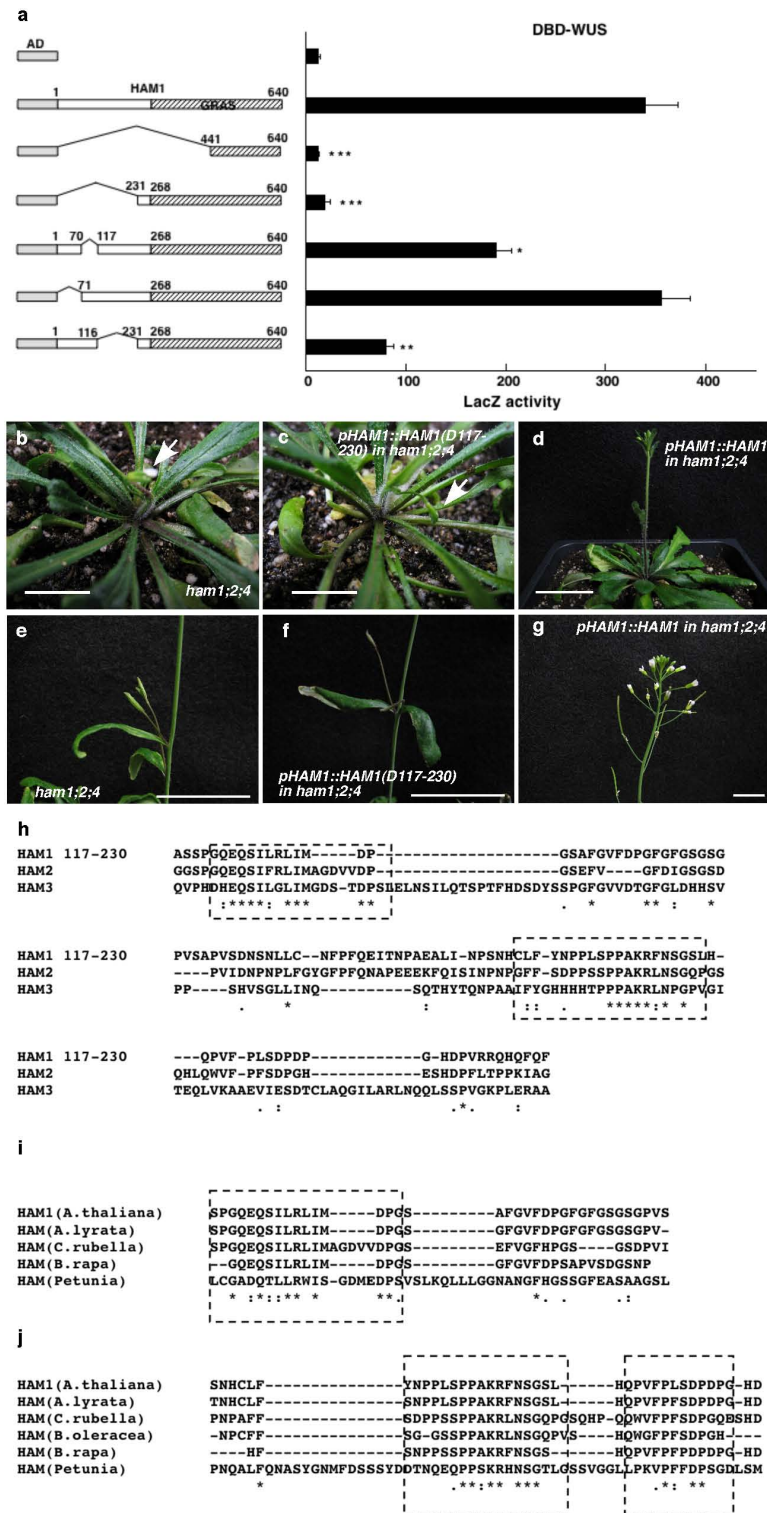 a
DBD-WUS
AD
1 HAM1 640
GRAS
441 640
***
231 268 640
***
1 70 117 268 640
*
71 268 640
1 116 231 268 640
**
0 100 200 300 400
LacZ activity
b
ham1;2;4
c
pHAM1::HAM1(D117-
230) in ham1;2;4
d
pHAM1::HAM1
in ham1;2;4
e
ham1;2;4
f
pHAM1::HAM1(D117-230)
in ham1;2;4
g
pHAM1::HAM1 in ham1;2;4
h
HAM1 117-230 ASSPGQEQSILRLIM-----DP--------------------GSAFGVFDPGFGFGSGSG
HAM2 GGSPGQEQSIFRLIMAGDVVDP--------------------GSEFV----GFDIGSGSD
HAM3 QVPHDHEQSILGLIMGDS-TDPSLELNSILQTSPTFHDSDYSSPGFGVVDTGFGLDHHSV
:****: *** ** . * ** : *
HAM1 117-230 PVSAPVSDNSNLLC--NFPFQEITNPAEALI-NPSNHCLF-YNPPLSPPAKRFNSGSLH-
HAM2 ----PVIDNPNPLFGYGFPFQNAPEEEKFQISINPNPGFF-SDPPSSPPAKRLNSGQPGS
HAM3 PP-----SHVSGLLINQ--------SQTHYTQNPAAIFYGHHHHTPPPAKRLNPGPVGI
. * : :: . *****:* *
HAM1 117-230 ---QPVF-PLSDPDP------------G-HDPVRRQHQFQF
HAM2 QHLQWVF-PFSDPGH------------ESHDPFLTPPKIAG
HAM3 TEQLVKAAEVIESDTCLAQGILARLNQQLSSPVGKPLERAA
. : .*. :
i
HAM1(A.thaliana) SPGQEQSILRLIM-----DPGS---------AFGVFDPGFGFGSGSGPVS
HAM(A.lyrata) SPGQEQSILRLIM-----DPGS---------GFGVFDPGFGFGSGSGPV-
HAM(C.rubella) SPGQEQSILRLIMAGDVVDPGS---------EFVGFHPGS----GSDPVI
HAM(B.rapa) --GQEQSILRLIM-----DPGS---------GFGVFDPSAPVSDGSNP
HAM(Petunia) LCGADQTLLRWIS-GDMEDPSVSLKQLLLGGNANGFHGSSGFEASAAGSL
* :*::** * **. *. . .:
j
HAM1(A.thaliana) SNHCLF---------------YNPPLSPPAKRFNSGSL------HQPVFPLSDPDPG-HD
HAM(A.lyrata) TNHCLF---------------SNPPLSPPAKRFNSGSL------HQPVFPFSDPDPG-HD
HAM(C.rubella) PNPAFF---------------SDPPSSPPAKRLNSGQPGSQHP-QQWVFPFSDPGQESHD
HAM(B.oleracea) -NPCFF---------------SG-GSSPPAKRLNSGQPVS----HQWGFPFSDPGH----
HAM(B.rapa) ----HF---------------SNPPSSPPAKRFNSGS-------HQPVFPFPDPDPG-HD
HAM(Petunia) PNQALFQNASYGNMFDSSSYDDTNQEQPPSKRHNSGTLGSSVGGLLPKVPFFDPSGDLSM
* .**:** *** .*: **